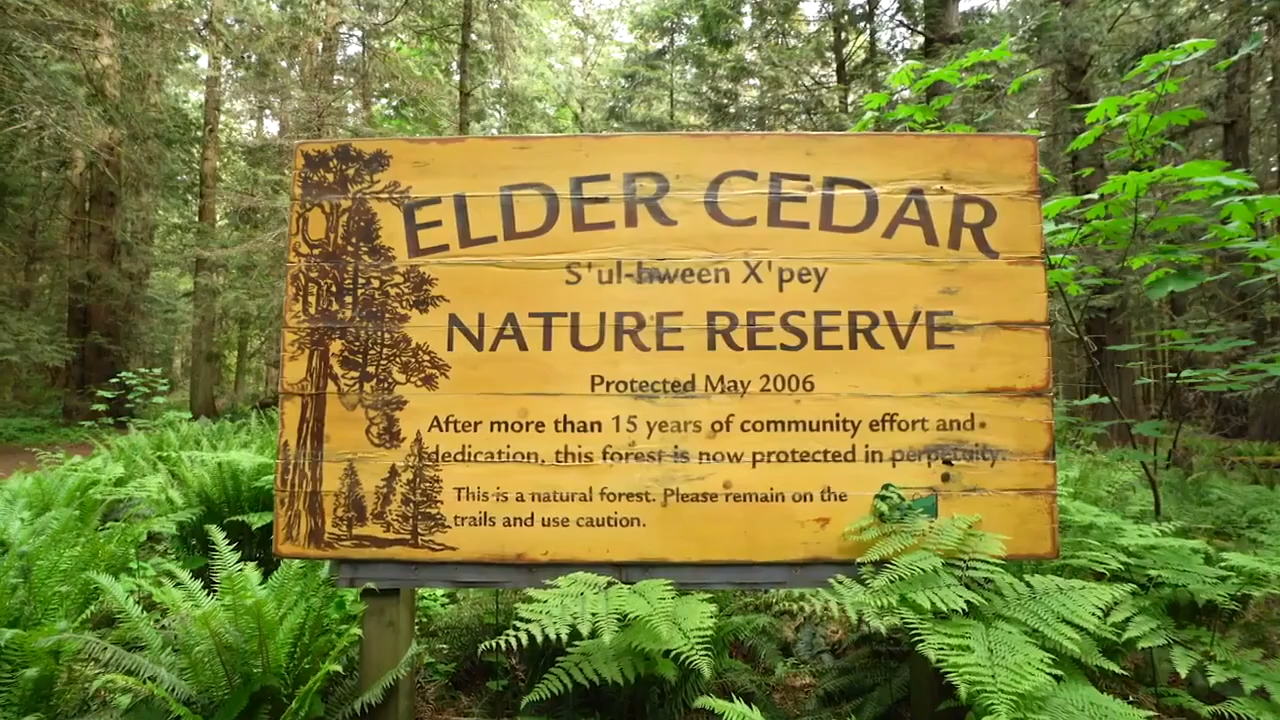 ELDER CEDAR
S'ul-hween X'pey
NATURE RESERVE
Protected May 2006
After more than 15 years of community effort and
dedication, this forest is now protected in perpetuity.
This is a natural forest. Please remain on the
trails and use caution.